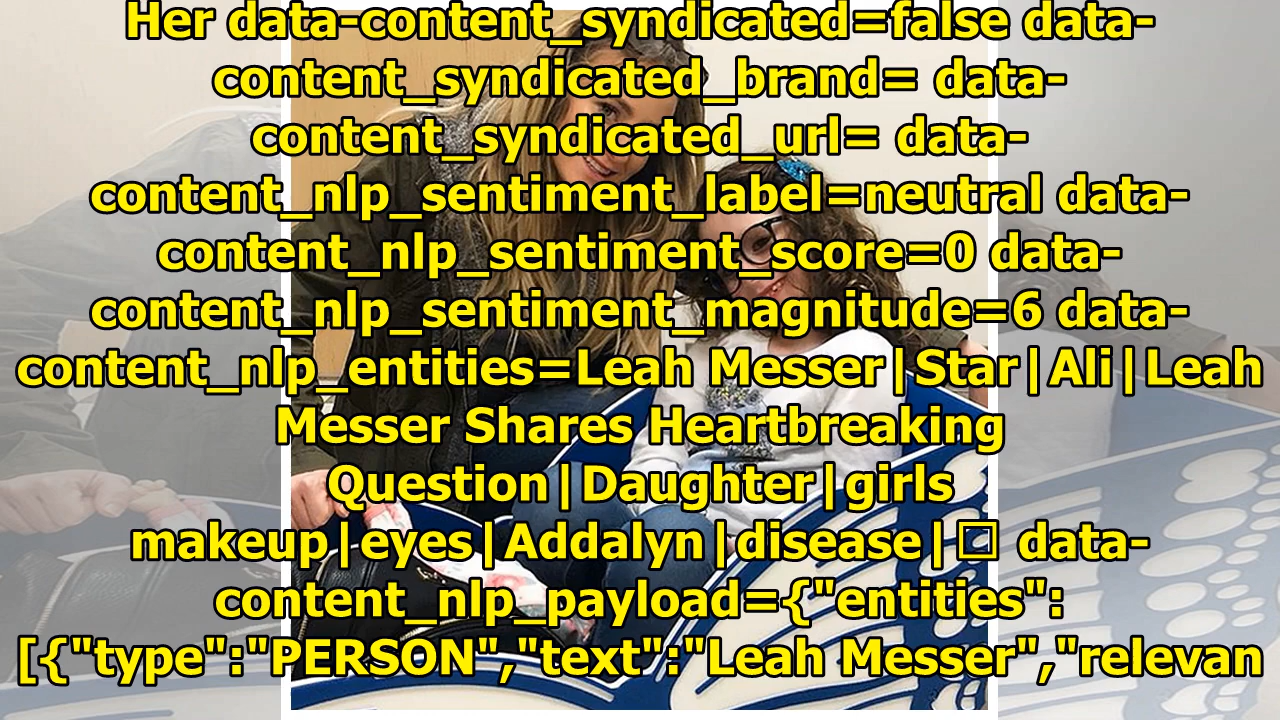 Her data-content_syndicated=false data-
content_syndicated_brand= data-
content_syndicated_url= data-
content_nlp_sentiment_label=neutral data-
content_nlp_sentiment_score=0 data-
content_nlp_sentiment_magnitude=6 data-
content_nlp_entities=Leah Messer|Star|Ali|Leah
Messer Shares Heartbreaking
Question|Daughter|girls
makeup|eyes|Addalyn|disease|□ data-
content_nlp_payload={"entities":
[{"type":"PERSON","text":"Leah Messer","relevan